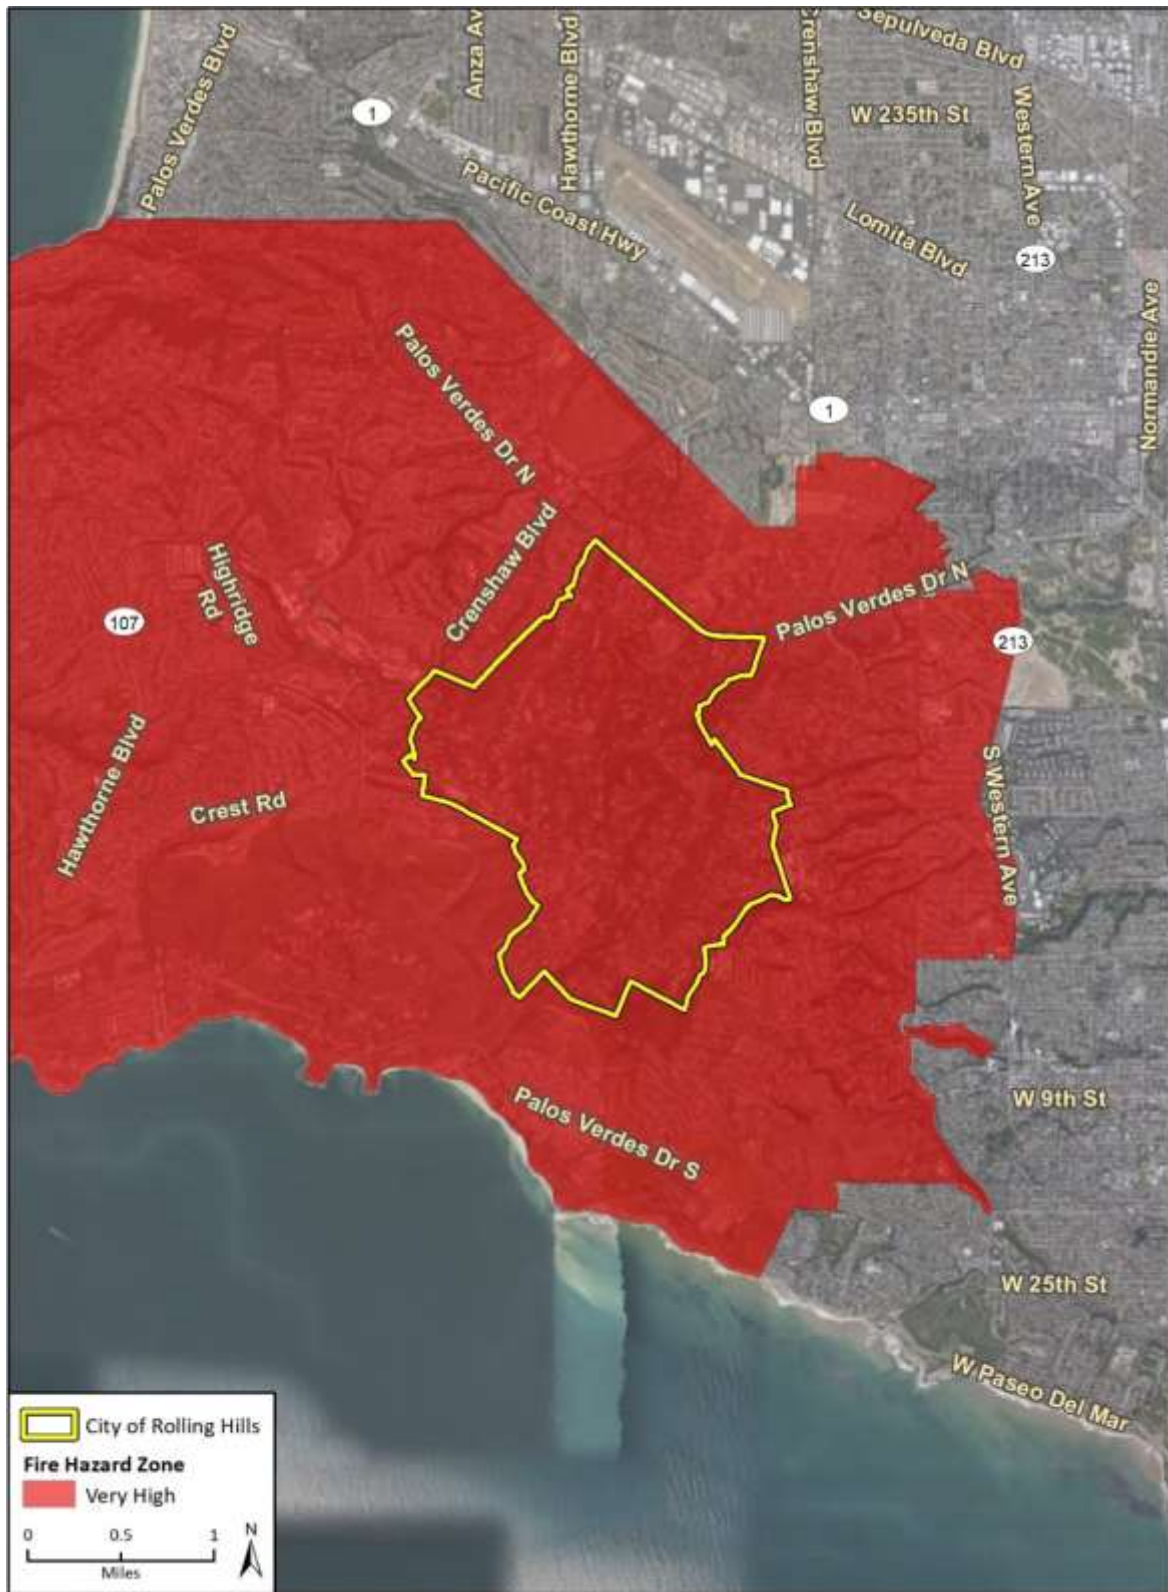 Sepulveda Blvd
Palos Verdes Blvd
Anza Av
Hawthorne Blvd
Crenshaw Blvd
W 235th St
Western Ave
1
Pacific Coast Hwy
Lomita Blvd
213
Normandie Ave
Palos Verdes Dr N
1
Crenshaw Blvd
Highridge
Rd
Palos Verdes Dr N
107
213
Hawthorne Blvd
Crest Rd
S Western Ave
Palos Verdes Dr S
W 9th St
W 25th St
W Paseo Del Mar
City of Rolling Hills
Fire Hazard Zone
Very High
0 0.5 1
Miles
N